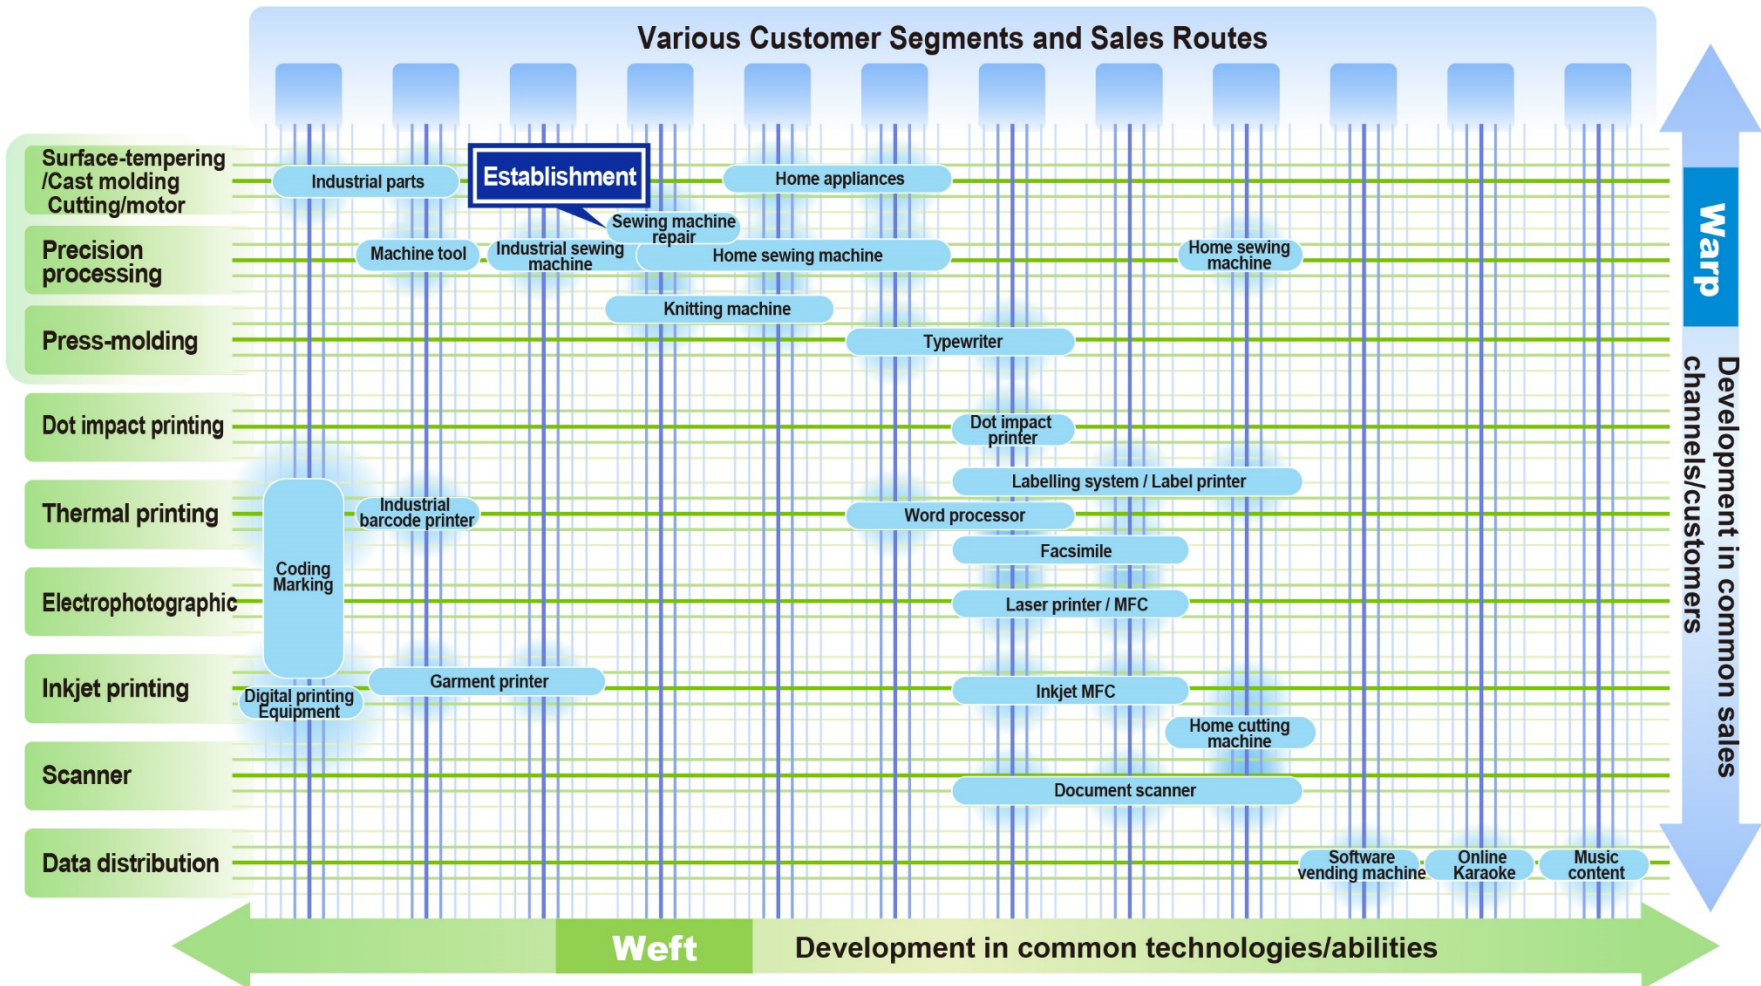 Various Customer Segments and Sales Routes
Surface-tempering
/Cast molding
Cutting/motor
Industrial parts
Establishment
Home appliances
Sewing machine
repair
Precision
processing
Machine tool
Industrial sewing
machine
Home sewing machine
Home sewing
machine
Knitting machine
Press-molding
Typewriter
Dot impact printing
Dot impact
printer
Labelling system / Label printer
Thermal printing
Industrial
barcode printer
Word processor
Facsimile
Coding
Marking
Electrophotographic
Laser printer / MFC
Inkjet printing
Garment printer
Digital printing
Equipment
Inkjet MFC
Home cutting
machine
Scanner
Document scanner
Data distribution
Software
vending machine
Online
Karaoke
Music
content
Warp
Development in common sales
channels/customers
Weft
Development in common technologies/abilities